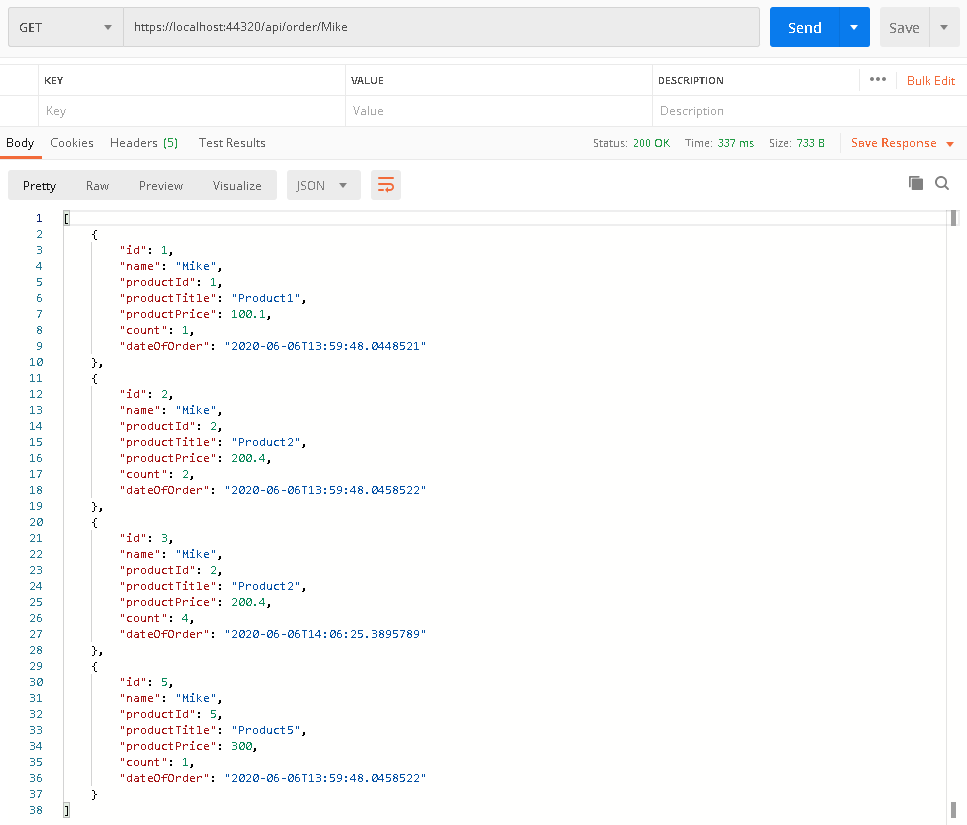 GET https://localhost:44320/api/order/Mike Send Save
KEY VALUE DESCRIPTION ••• Bulk Edit
Key Value Description
Body Cookies Headers (5) Test Results Status: 200 OK Time: 337 ms Size: 733 B Save Response
Pretty Raw Preview Visualize JSON
1 [
2 {
3 "id": 1,
4 "name": "Mike",
5 "productId": 1,
6 "productTitle": "Product1",
7 "productPrice": 100.1,
8 "count": 1,
9 "dateOfOrder": "2020-06-06T13:59:48.0448521"
10 },
11 {
12 "id": 2,
13 "name": "Mike",
14 "productId": 2,
15 "productTitle": "Product2",
16 "productPrice": 200.4,
17 "count": 2,
18 "dateOfOrder": "2020-06-06T13:59:48.0458522"
19 },
20 {
21 "id": 3,
22 "name": "Mike",
23 "productId": 2,
24 "productTitle": "Product2",
25 "productPrice": 200.4,
26 "count": 4,
27 "dateOfOrder": "2020-06-06T14:06:25.3895789"
28 },
29 {
30 "id": 5,
31 "name": "Mike",
32 "productId": 5,
33 "productTitle": "Product5",
34 "productPrice": 300,
35 "count": 1,
36 "dateOfOrder": "2020-06-06T13:59:48.0458522"
37 }
38 ]